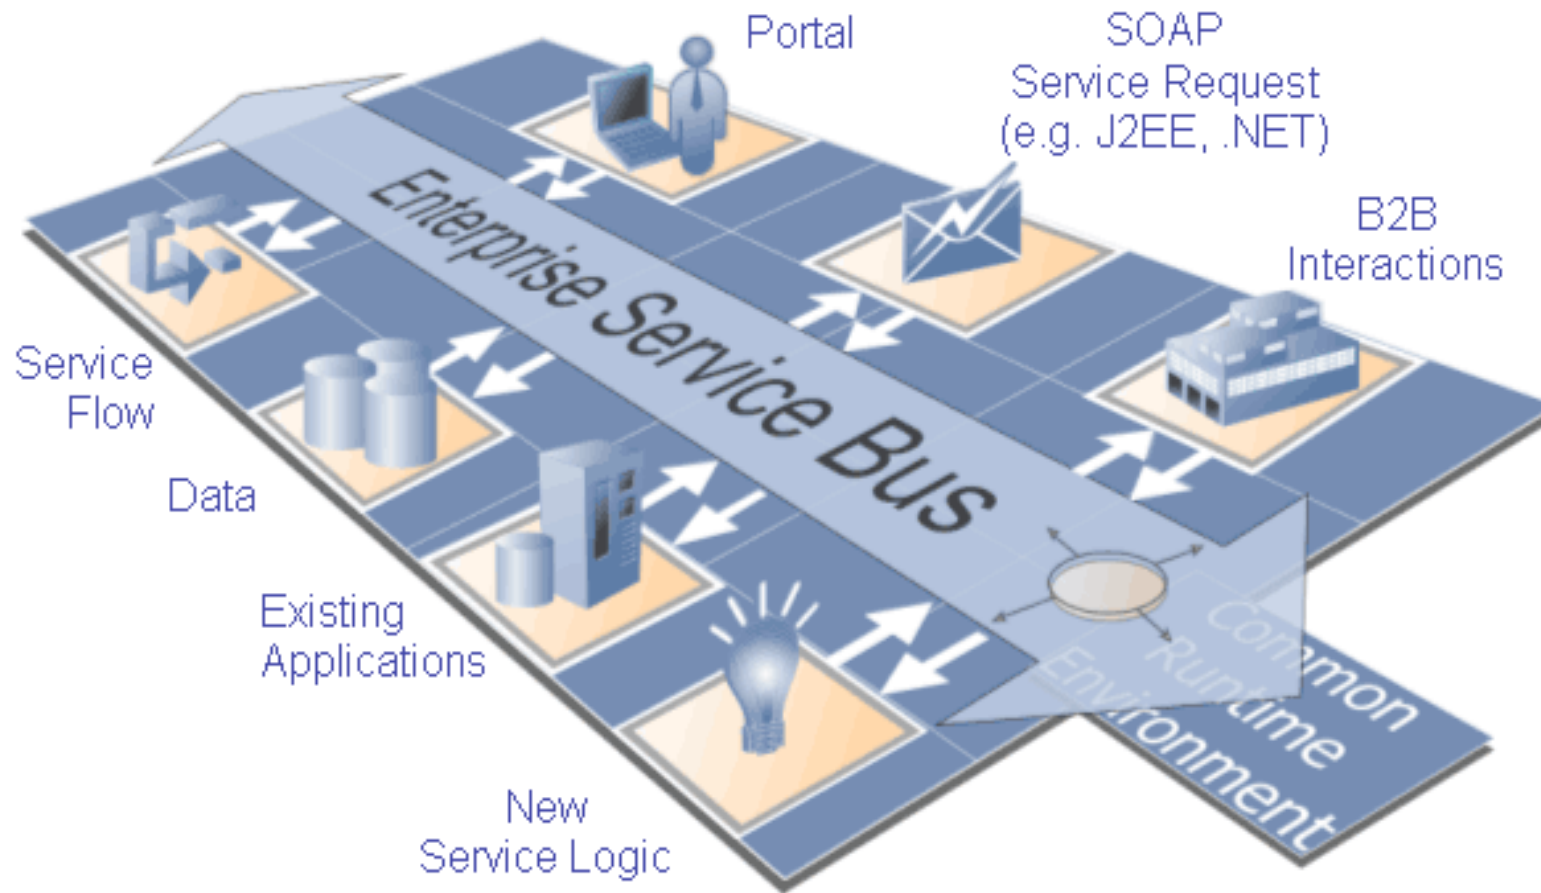 Portal
SOAP
Service Request
(e.g. J2EE, .NET)
B2B
Interactions
Enterprise Service Bus
Service
Flow
Data
Existing
Applications
New
Service Logic
Common
Runtime
Environment